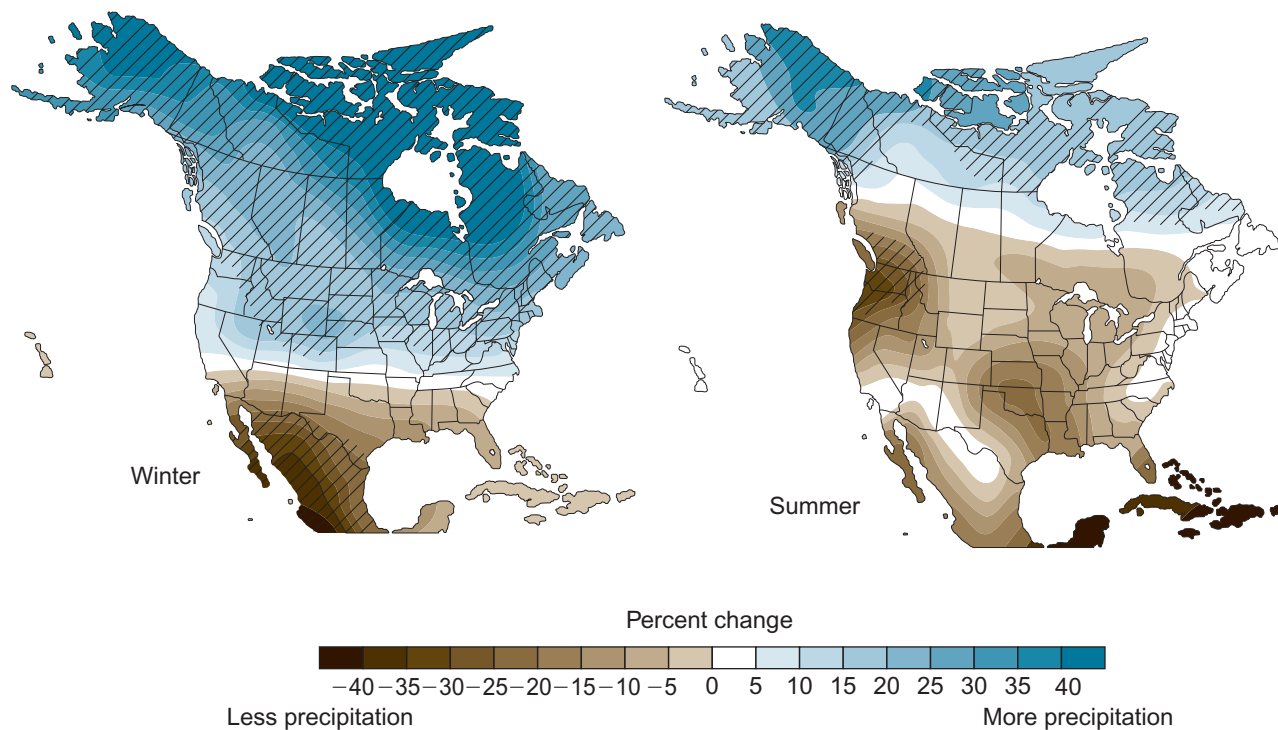 Winter
Summer
Percent change
−40 −35 −30 −25 −20 −15 −10 −5 0 5 10 15 20 25 30 35 40
Less precipitation More precipitation